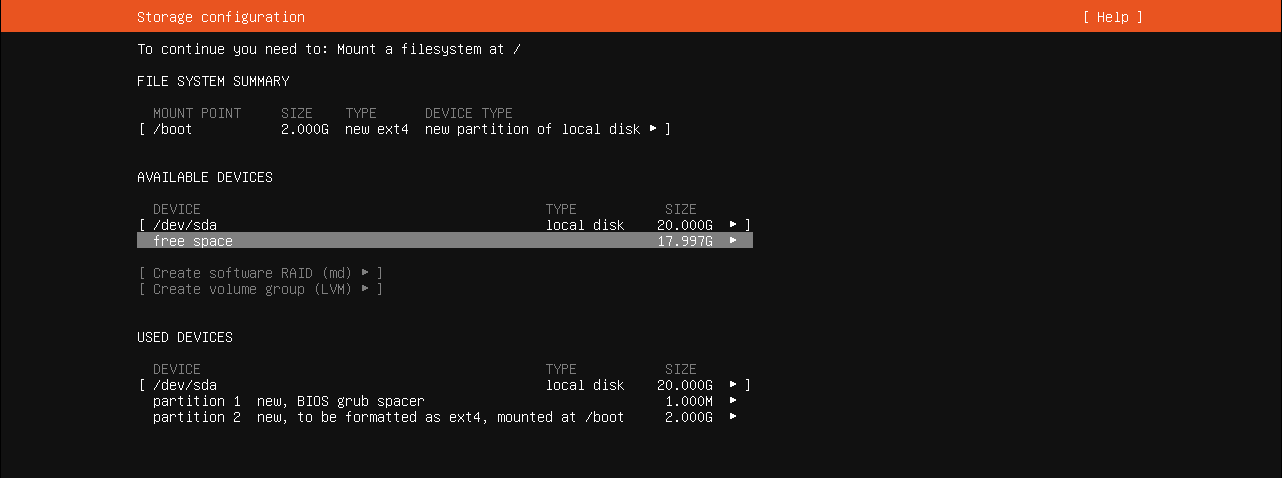 Storage configuration [ Help ]
To continue you need to: Mount a filesystem at /
FILE SYSTEM SUMMARY
MOUNT POINT SIZE TYPE DEVICE TYPE
[ /boot 2.000G new ext4 new partition of local disk ▸ ]
AVAILABLE DEVICES
DEVICE TYPE SIZE
[ /dev/sda local disk 20.000G ▸ ]
free space 17.997G ▸
[ Create software RAID (md) ▸ ]
[ Create volume group (LVM) ▸ ]
USED DEVICES
DEVICE TYPE SIZE
[ /dev/sda local disk 20.000G ▸ ]
partition 1 new, BIOS grub spacer 1.000M ▸
partition 2 new, to be formatted as ext4, mounted at /boot 2.000G ▸